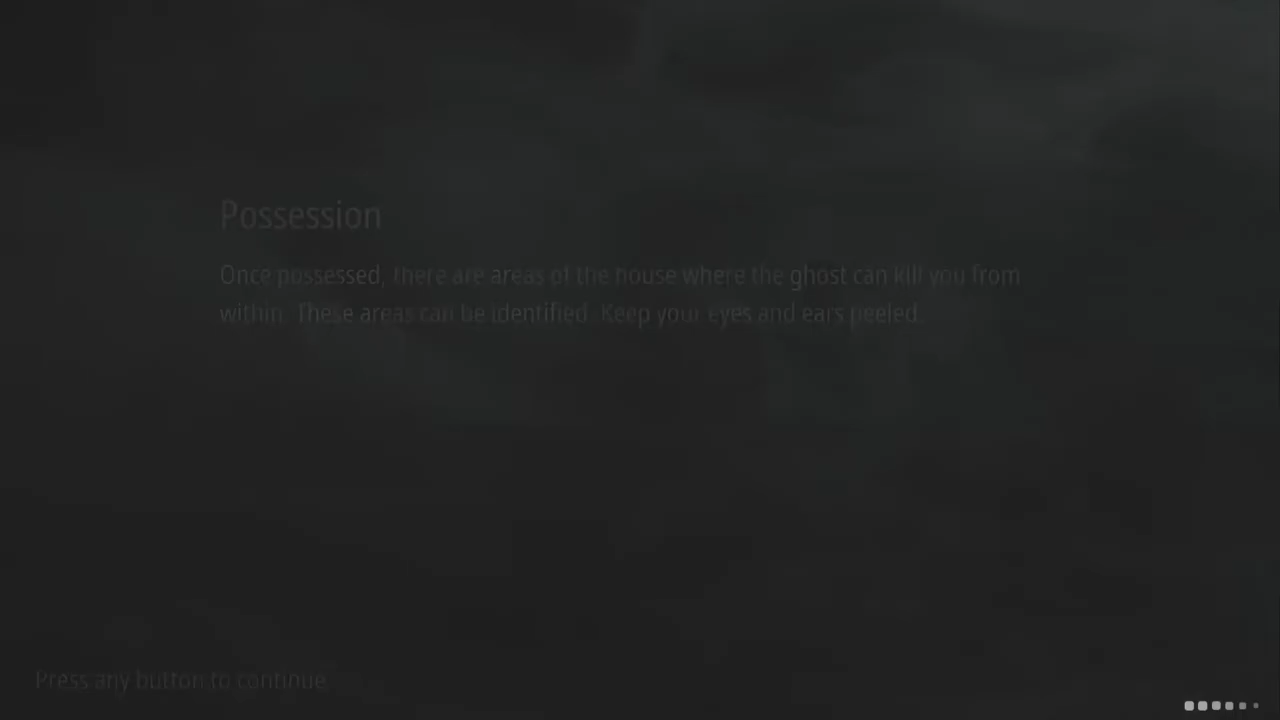 Possession
Once possessed, there are areas of the house where the ghost can kill you from
within. These areas can be identified. Keep your eyes and ears peeled.
Press any button to continue